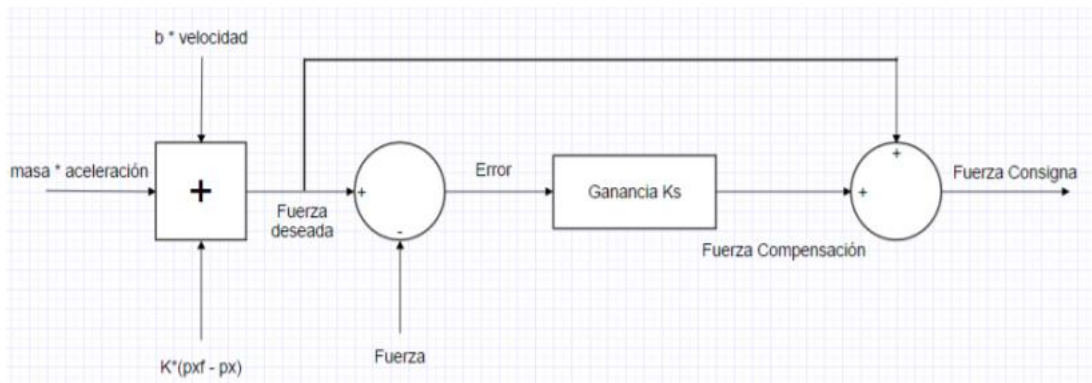 b * velocidad
masa * aceleración
+
Fuerza
deseada
+
-
Error
Ganancia Ks
Fuerza Compensación
+
+
Fuerza Consigna
K*(pxf - px)
Fuerza